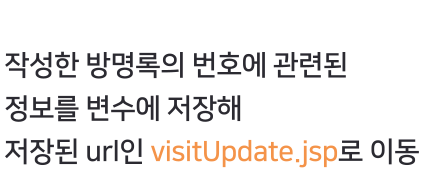 작성한 방명록의 번호에 관련된
정보를 변수에 저장해
저장된 url인 visitUpdate.jsp로 이동